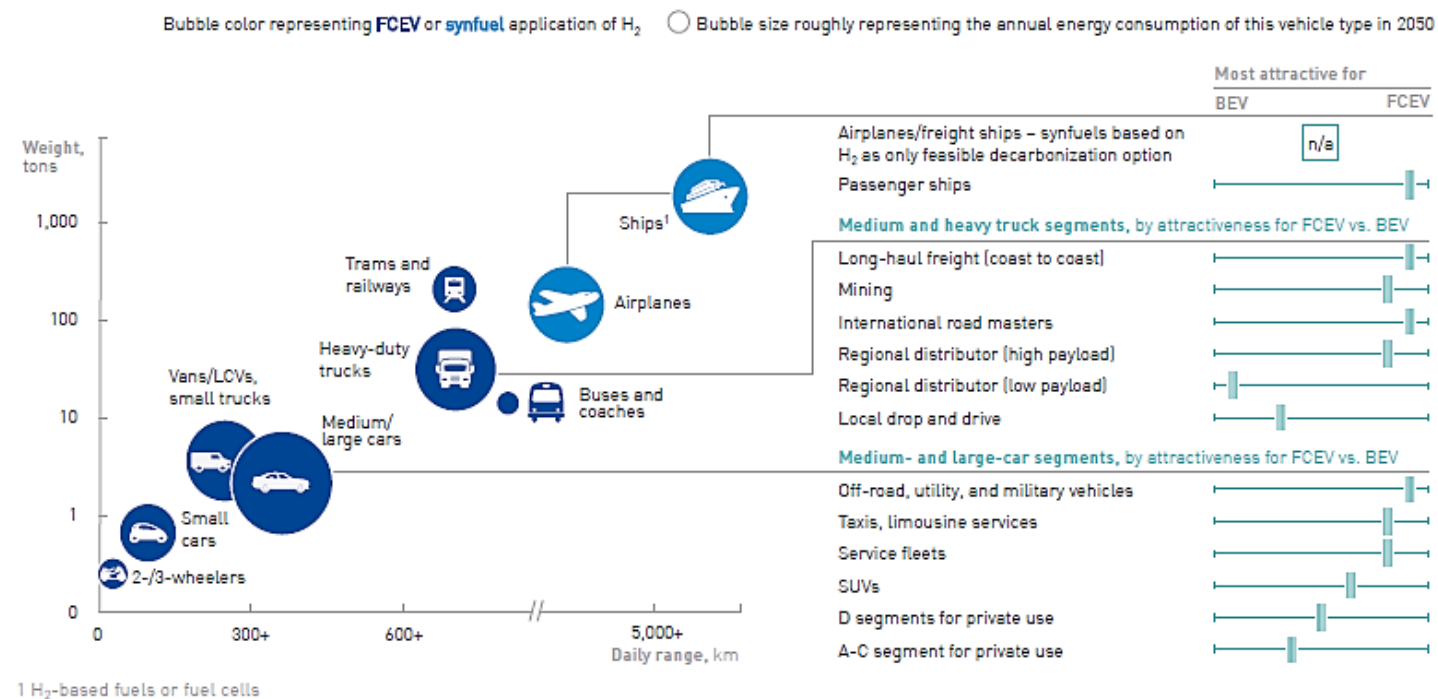 Bubble color representing FCEV or synfuel application of H₂
Bubble size roughly representing the annual energy consumption of this vehicle type in 2050
Most attractive for
BEV
FCEV
Weight,
tons
1,000
100
10
1
0
0
300+
600+
5,000+
Daily range, km
Ships¹
Trams and
railways
Airplanes
Heavy-duty
trucks
Buses and
coaches
Vans/LCVs,
small trucks
Medium/
large cars
Small
cars
2-/3-wheelers
Airplanes/freight ships – synfuels based on
H₂ as only feasible decarbonization option
n/a
Passenger ships
Medium and heavy truck segments, by attractiveness for FCEV vs. BEV
Long-haul freight (coast to coast)
Mining
International road masters
Regional distributor (high payload)
Regional distributor (low payload)
Local drop and drive
Medium- and large-car segments, by attractiveness for FCEV vs. BEV
Off-road, utility, and military vehicles
Taxis, limousine services
Service fleets
SUVs
D segments for private use
A-C segment for private use
1 H₂-based fuels or fuel cells